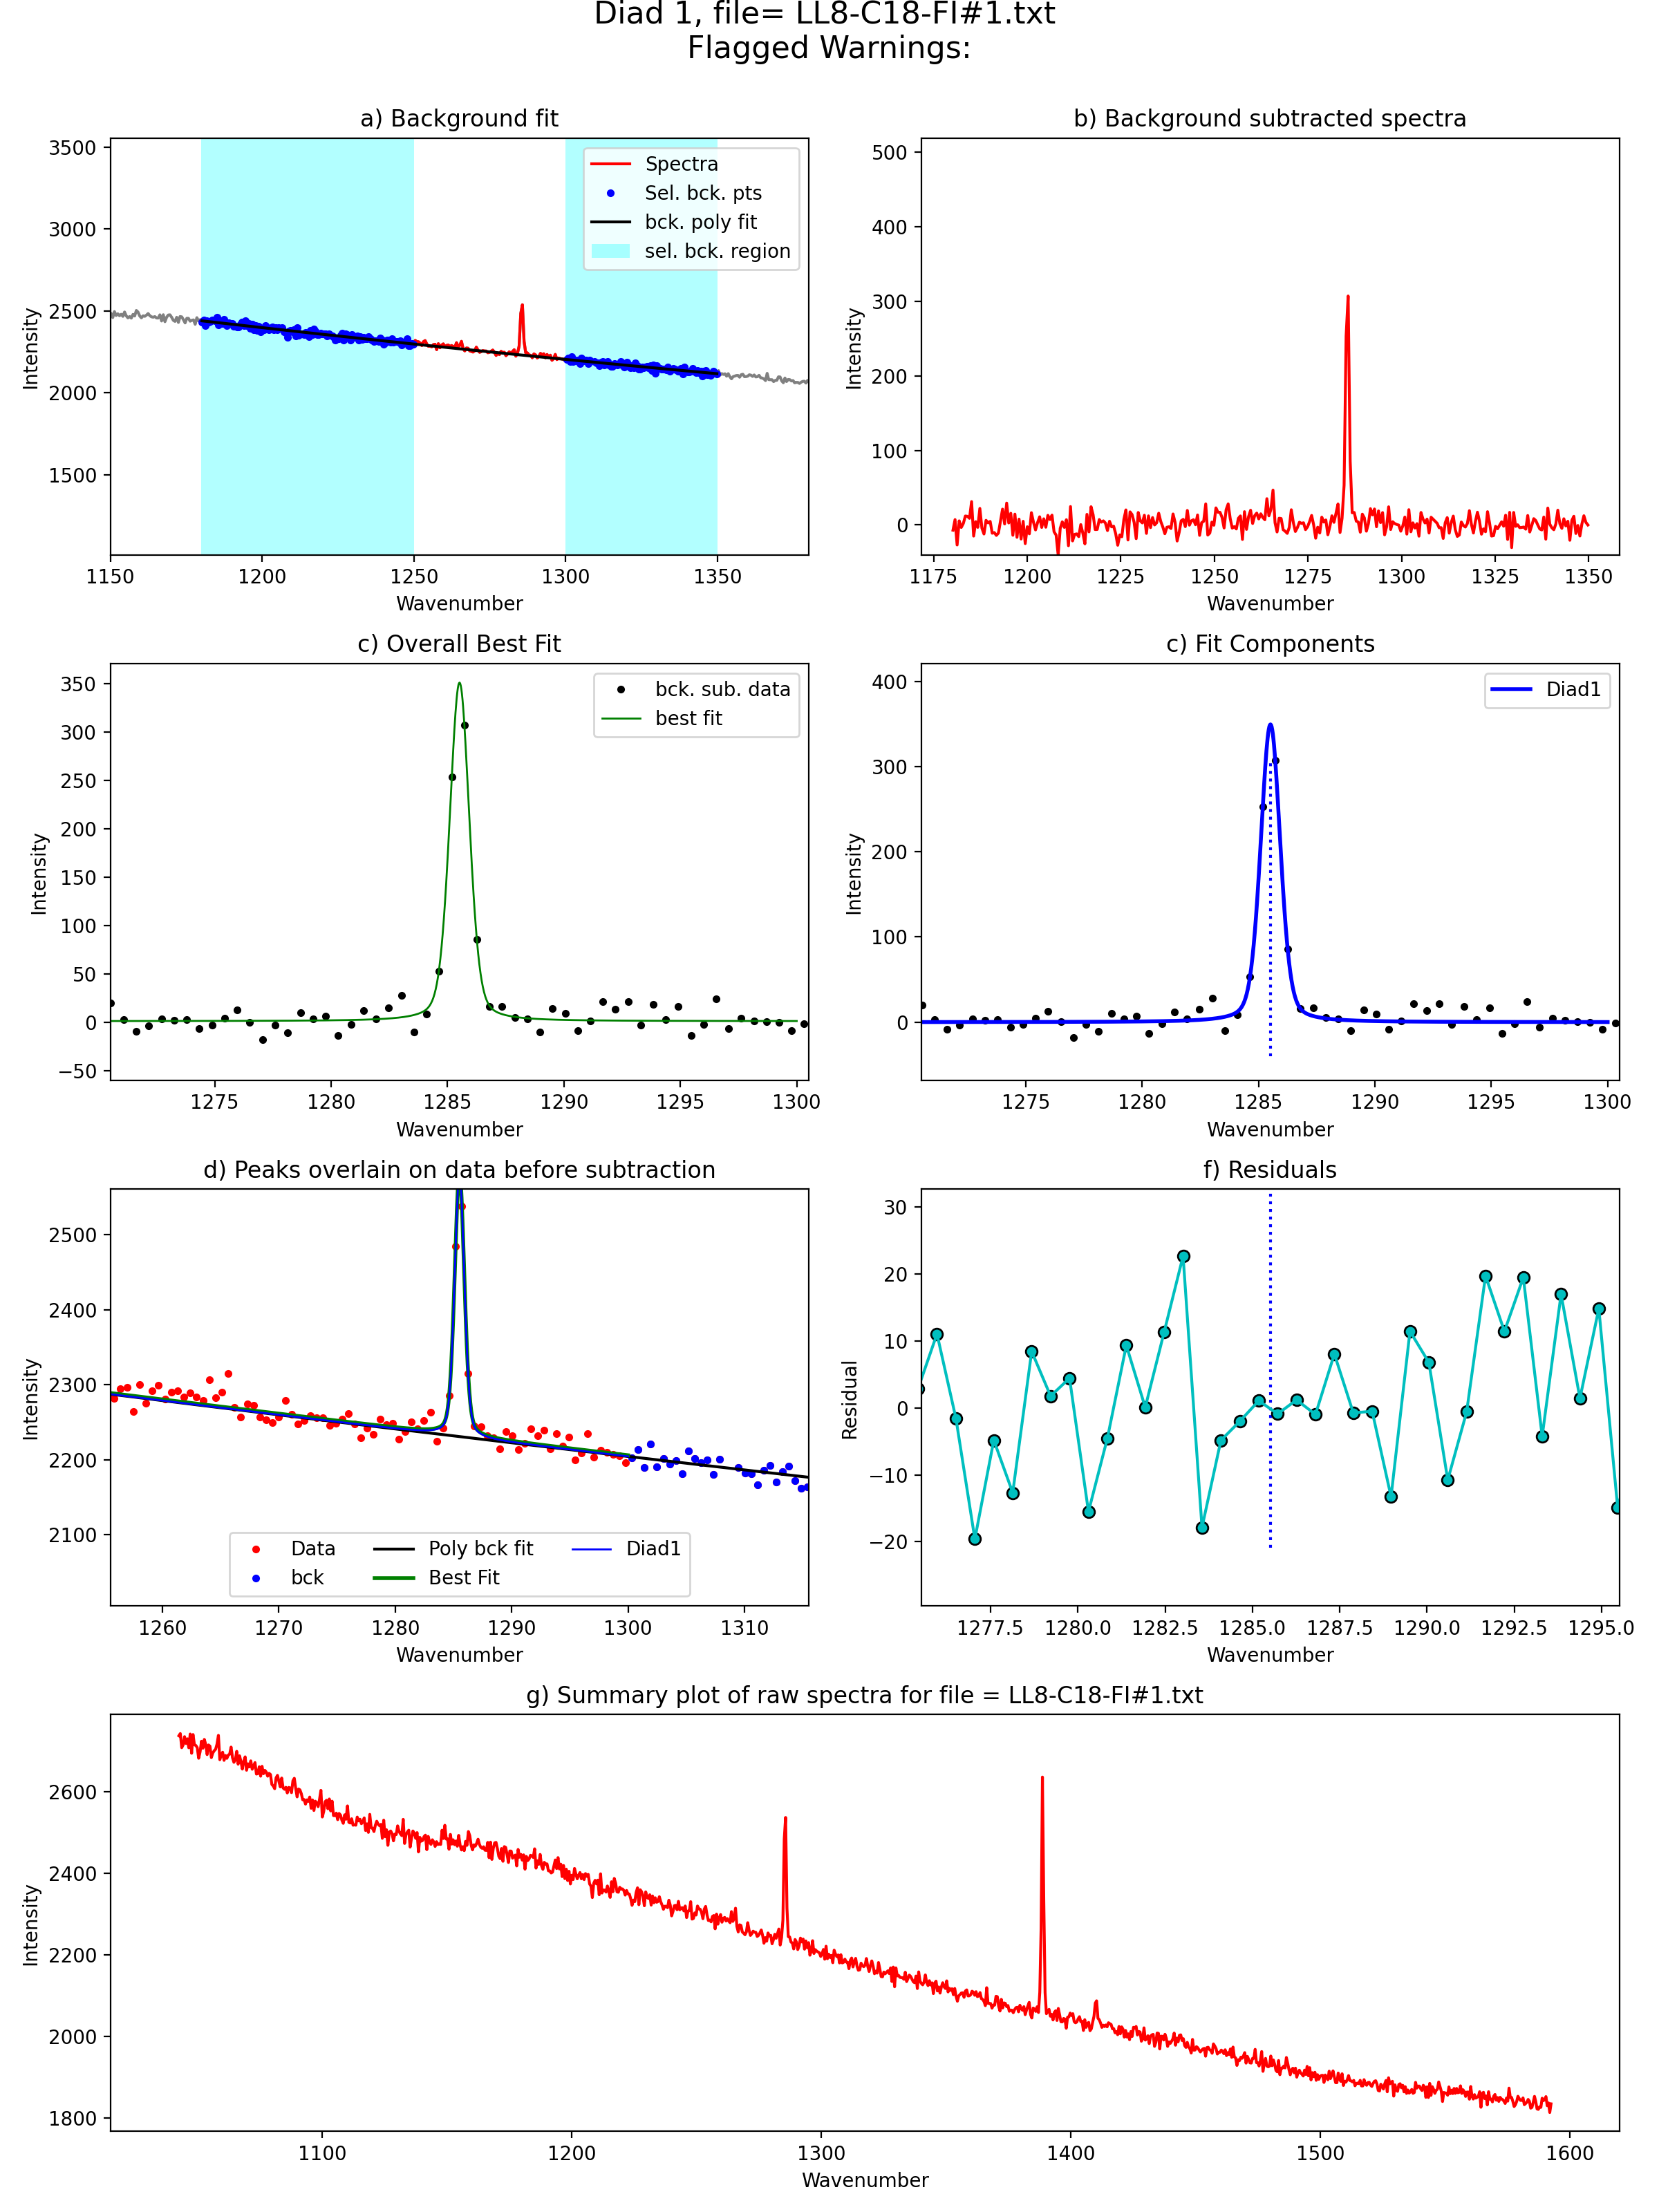 Diad 1, file= LL8-C18-FI#1.txt
Flagged Warnings:
a) Background fit
3500
3000
2500
2000
1500
Intensity
1150 1200 1250 1300 1350
Wavenumber
Spectra
Sel. bck. pts
bck. poly fit
sel. bck. region
b) Background subtracted spectra
500
400
300
200
100
0
Intensity
1175 1200 1225 1250 1275 1300 1325 1350
Wavenumber
c) Overall Best Fit
350
300
250
200
150
100
50
0
−50
Intensity
1275 1280 1285 1290 1295 1300
Wavenumber
bck. sub. data
best fit
c) Fit Components
400
300
200
100
0
Intensity
1275 1280 1285 1290 1295 1300
Wavenumber
Diad1
d) Peaks overlain on data before subtraction
2500
2400
2300
2200
2100
Intensity
1260 1270 1280 1290 1300 1310
Wavenumber
Data Poly bck fit Diad1
bck Best Fit
f) Residuals
30
20
10
0
−10
−20
Residual
1277.5 1280.0 1282.5 1285.0 1287.5 1290.0 1292.5 1295.0
Wavenumber
g) Summary plot of raw spectra for file = LL8-C18-FI#1.txt
2600
2400
2200
2000
1800
Intensity
1100 1200 1300 1400 1500 1600
Wavenumber